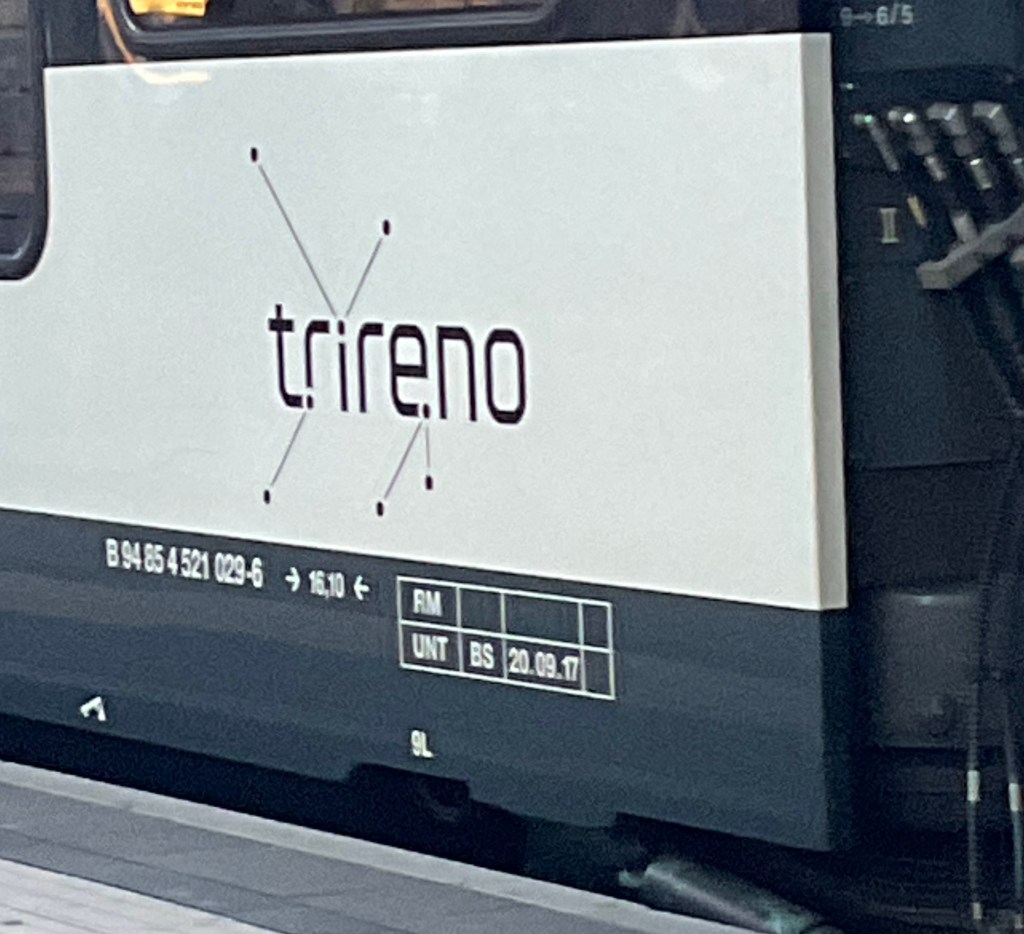 9→6/5
II
trireno
B 94 85 4 521 029-6 → 16,10 ←
RM
UNT BS 20.09.17
9L